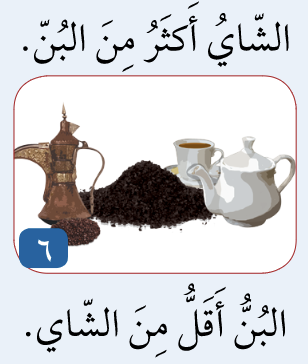 الشّايُ أَكثَرُ مِنَ البُنّ.
٦
البُنُّ أَقَلُّ مِنَ الشّاي.